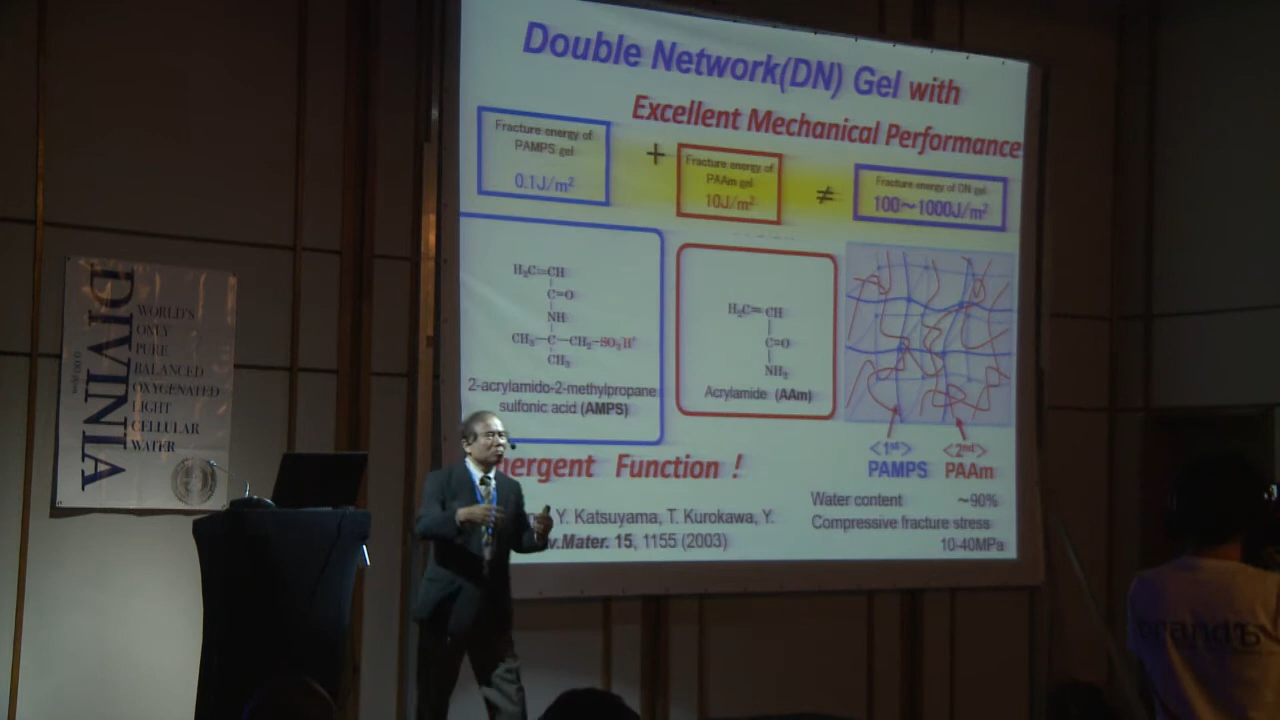 Double Network(DN) Gel with
Excellent Mechanical Performance
Fracture energy of
PAMPS gel
0.1J/m²
+
Fracture energy of
PAAm gel
10J/m²
≠
Fracture energy of DN gel
100～1000J/m²
H₂C=CH
C=O
NH
CH₃—C—CH₂-SO₃H⁺
CH₃
2-acrylamido-2-methylpropane
sulfonic acid (AMPS)
H₂C=CH
C=O
NH₂
Acrylamide (AAm)
<1st>
PAMPS
<2nd>
PAAm
ergent Function !
Y. Katsuyama, T. Kurokawa, Y.
v.Mater. 15, 1155 (2003)
Water content ～90%
Compressive fracture stress
10-40MPa
DIVINIA
WORLD'S
ONLY
PURE
BALANCED
OXYGENATED
LIGHT
CELLULAR
WATER